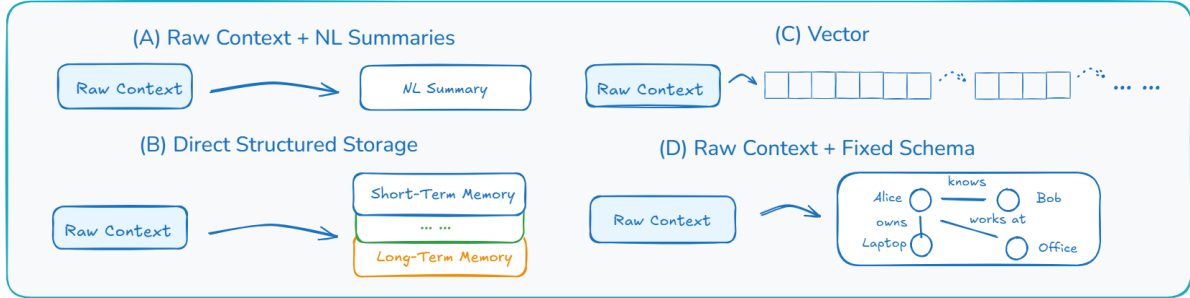 (A) Raw Context + NL Summaries
Raw Context
NL Summary
(B) Direct Structured Storage
Raw Context
Short-Term Memory
... ...
Long-Term Memory
(C) Vector
Raw Context
... ...
(D) Raw Context + Fixed Schema
Raw Context
knows
Alice
Bob
owns
works at
Laptop
Office